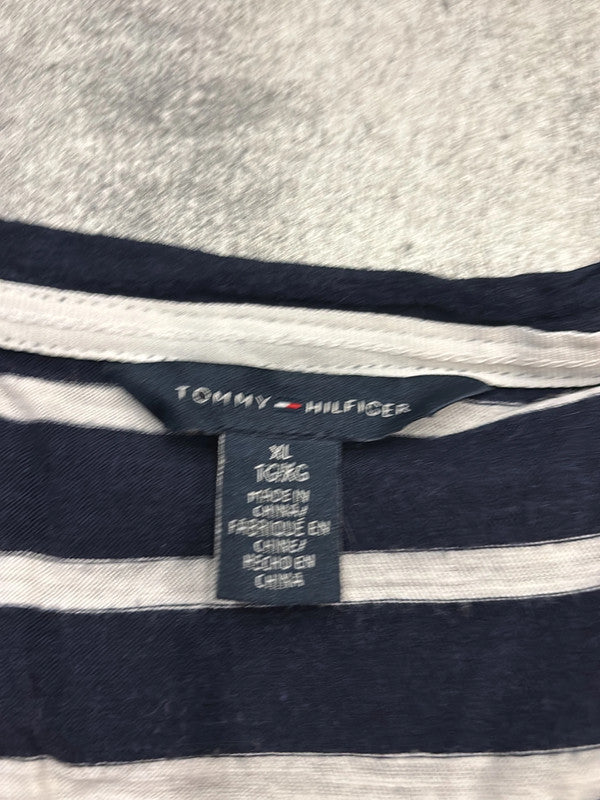 TOMMY HILFIGER
XL
TG/XG
MADE IN
CHINA/
FABRIQUÉ EN
CHINE/
HECHO EN
CHINA